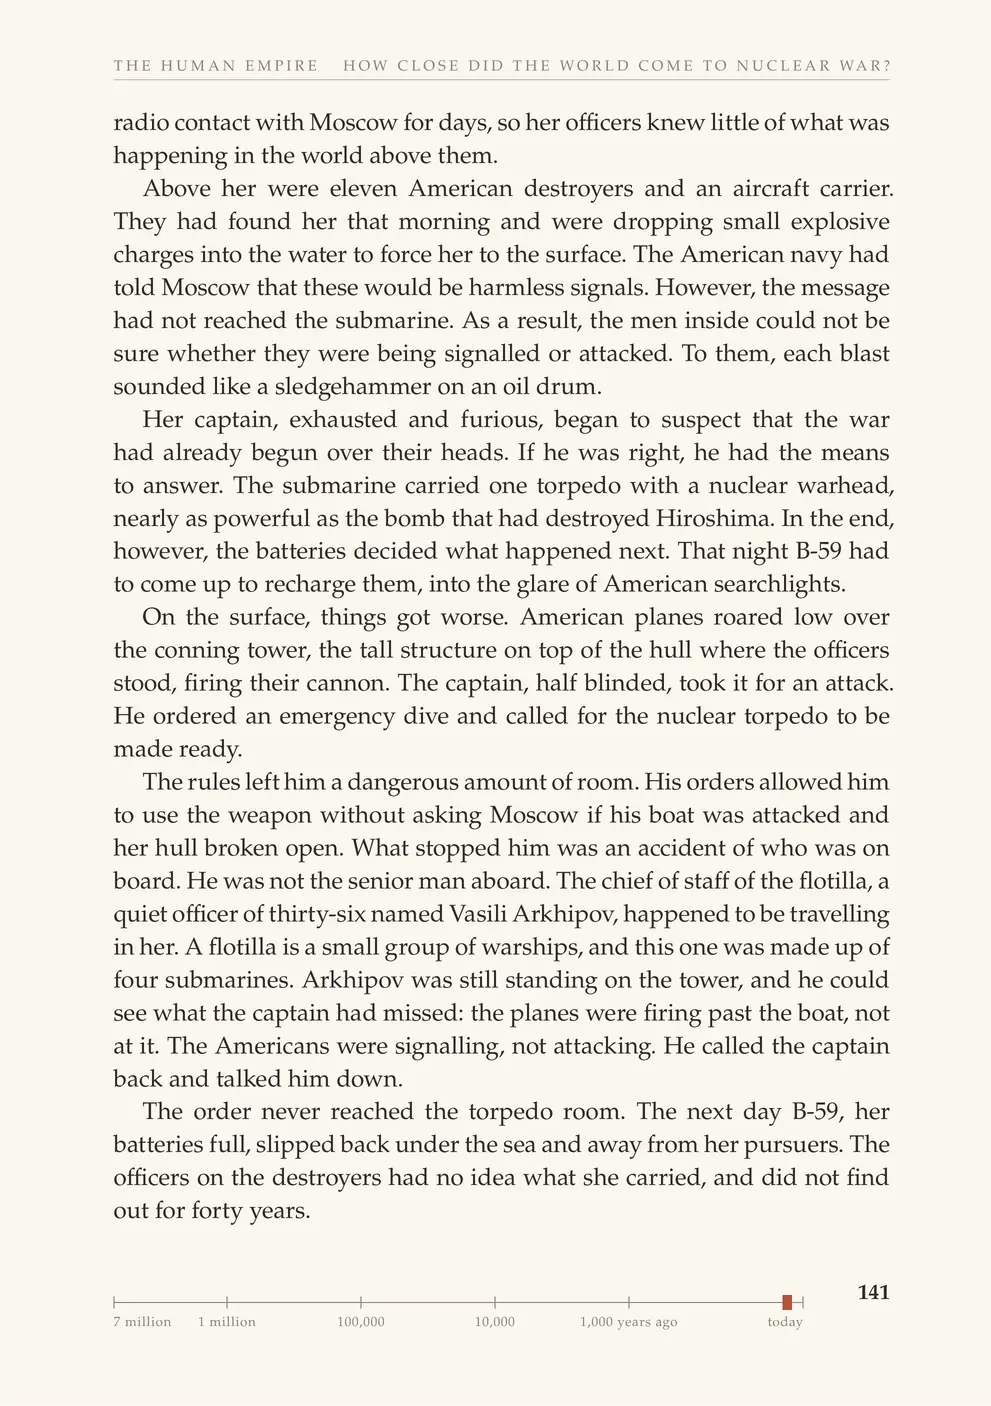 THE HUMAN EMPIRE HOW CLOSE DID THE WORLD COME TO NUCLEAR WAR?
radio contact with Moscow for days, so her officers knew little of what was
happening in the world above them.
Above her were eleven American destroyers and an aircraft carrier.
They had found her that morning and were dropping small explosive
charges into the water to force her to the surface. The American navy had
told Moscow that these would be harmless signals. However, the message
had not reached the submarine. As a result, the men inside could not be
sure whether they were being signalled or attacked. To them, each blast
sounded like a sledgehammer on an oil drum.
Her captain, exhausted and furious, began to suspect that the war
had already begun over their heads. If he was right, he had the means
to answer. The submarine carried one torpedo with a nuclear warhead,
nearly as powerful as the bomb that had destroyed Hiroshima. In the end,
however, the batteries decided what happened next. That night B-59 had
to come up to recharge them, into the glare of American searchlights.
On the surface, things got worse. American planes roared low over
the conning tower, the tall structure on top of the hull where the officers
stood, firing their cannon. The captain, half blinded, took it for an attack.
He ordered an emergency dive and called for the nuclear torpedo to be
made ready.
The rules left him a dangerous amount of room. His orders allowed him
to use the weapon without asking Moscow if his boat was attacked and
her hull broken open. What stopped him was an accident of who was on
board. He was not the senior man aboard. The chief of staff of the flotilla, a
quiet officer of thirty-six named Vasili Arkhipov, happened to be travelling
in her. A flotilla is a small group of warships, and this one was made up of
four submarines. Arkhipov was still standing on the tower, and he could
see what the captain had missed: the planes were firing past the boat, not
at it. The Americans were signalling, not attacking. He called the captain
back and talked him down.
The order never reached the torpedo room. The next day B-59, her
batteries full, slipped back under the sea and away from her pursuers. The
officers on the destroyers had no idea what she carried, and did not find
out for forty years.
141
7 million 1 million 100,000 10,000 1,000 years ago today